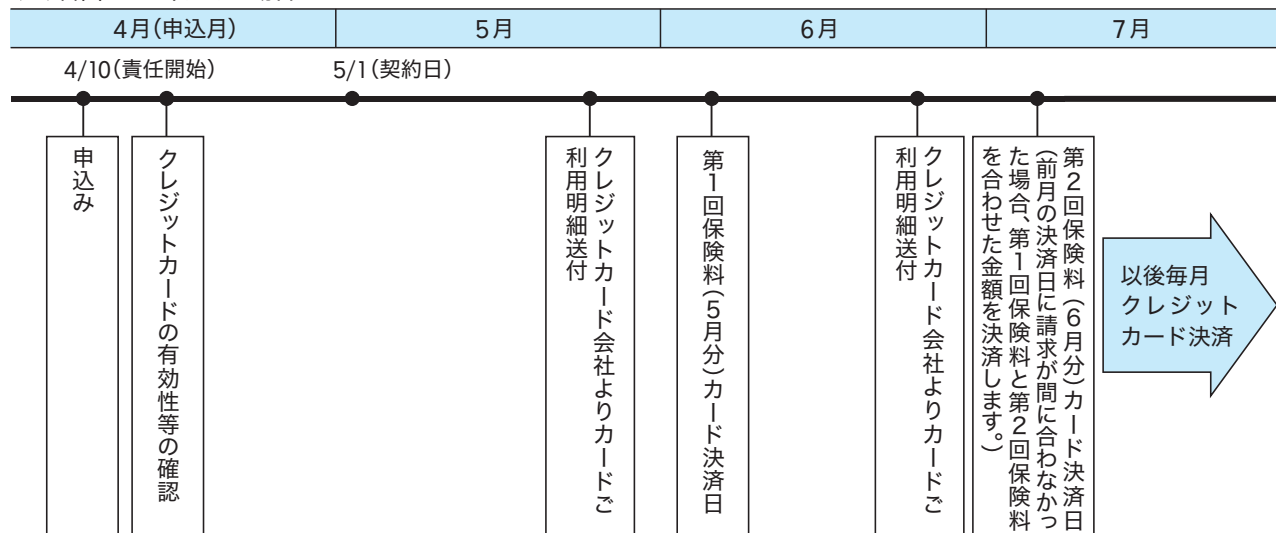 4月(申込月)
5月
6月
7月
4/10(責任開始)
5/1(契約日)
申込み
クレジットカードの有効性等の確認
クレジットカード会社よりカードご
利用明細送付
第1回保険料(5月分)カード決済日
クレジットカード会社よりカードご
利用明細送付
第2回保険料(6月分)カード決済日
(前月の決済日に請求が間に合わなかっ
た場合、第1回保険料と第2回保険料
を合わせた金額を決済します。)
以後毎月
クレジット
カード決済